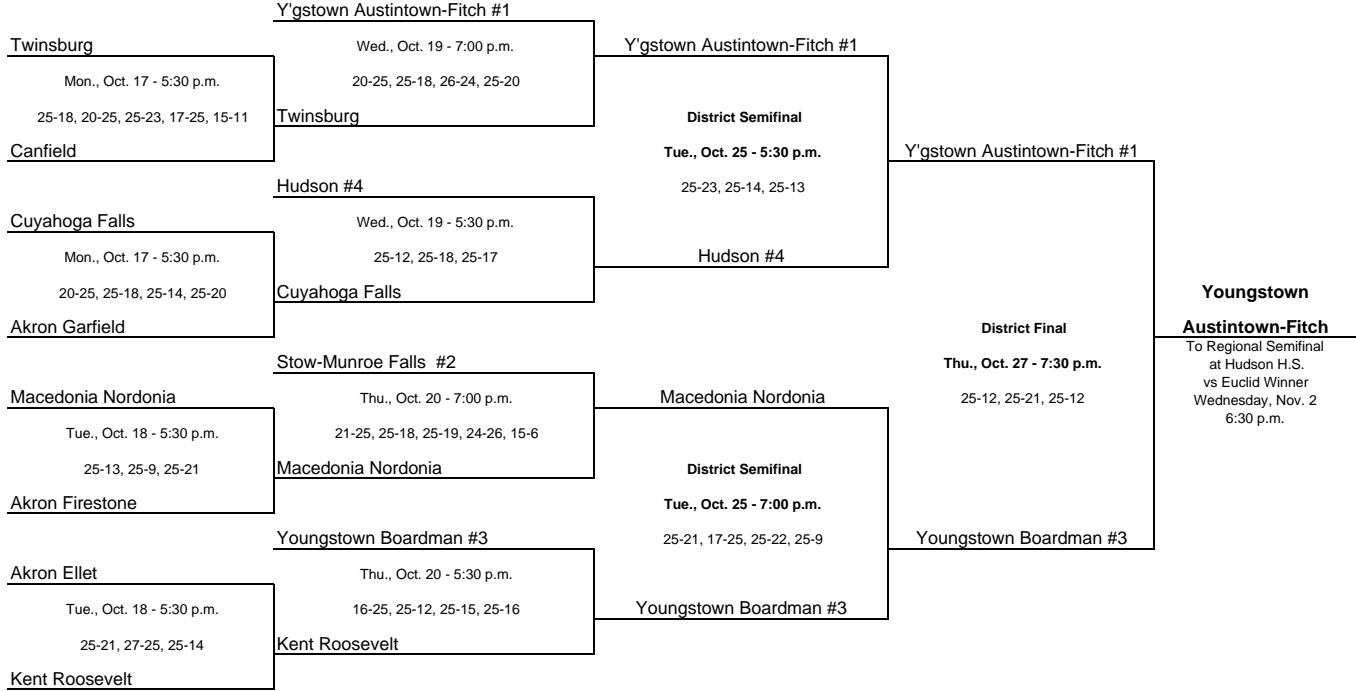 Y'gstown Austintown-Fitch #1
Twinsburg
Wed., Oct. 19 - 7:00 p.m.
Y'gstown Austintown-Fitch #1
Mon., Oct. 17 - 5:30 p.m.
20-25, 25-18, 26-24, 25-20
25-18, 20-25, 25-23, 17-25, 15-11
Twinsburg
District Semifinal
Canfield
Tue., Oct. 25 - 5:30 p.m.
Y'gstown Austintown-Fitch #1
Hudson #4
25-23, 25-14, 25-13
Cuyahoga Falls
Wed., Oct. 19 - 5:30 p.m.
Mon., Oct. 17 - 5:30 p.m.
25-12, 25-18, 25-17
Hudson #4
20-25, 25-18, 25-14, 25-20
Cuyahoga Falls
Youngstown
Akron Garfield
District Final
Austintown-Fitch
To Regional Semifinal
at Hudson H.S.
vs Euclid Winner
Wednesday, Nov. 2
6:30 p.m.
Stow-Munroe Falls #2
Thu., Oct. 27 - 7:30 p.m.
Macedonia Nordonia
Thu., Oct. 20 - 7:00 p.m.
Macedonia Nordonia
25-12, 25-21, 25-12
Tue., Oct. 18 - 5:30 p.m.
21-25, 25-18, 25-19, 24-26, 15-6
25-13, 25-9, 25-21
Macedonia Nordonia
District Semifinal
Akron Firestone
Tue., Oct. 25 - 7:00 p.m.
Youngstown Boardman #3
25-21, 17-25, 25-22, 25-9
Youngstown Boardman #3
Akron Ellet
Thu., Oct. 20 - 5:30 p.m.
Tue., Oct. 18 - 5:30 p.m.
16-25, 25-12, 25-15, 25-16
Youngstown Boardman #3
25-21, 27-25, 25-14
Kent Roosevelt
Kent Roosevelt